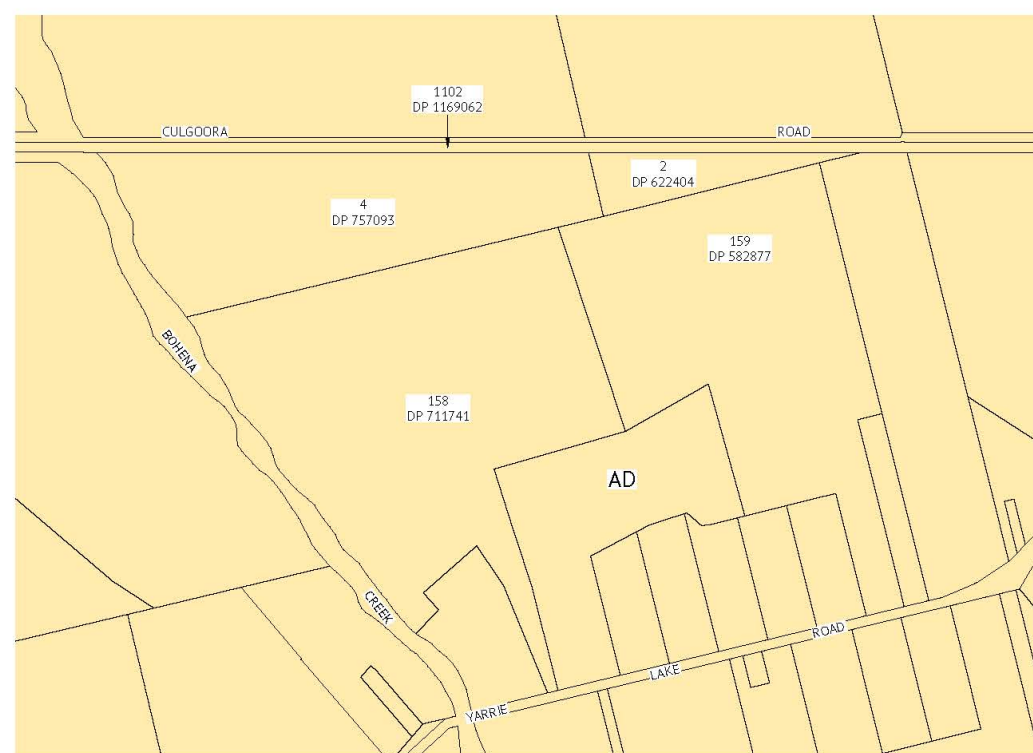 1102
DP 1169062
CULGOORA ROAD
2
DP 622404
4
DP 757093
159
DP 582877
BOHENA
158
DP 711741
AD
CREEK
ROAD
LAKE
YARRIE